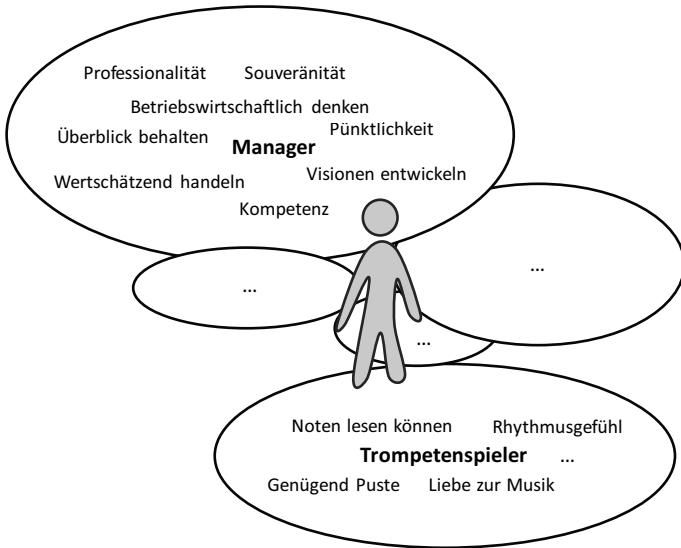 Professionalität Souveränität
Betriebswirtschaftlich denken
Überblick behalten Pünktlichkeit
Manager
Wertschätzend handeln Visionen entwickeln
Kompetenz
...
...
...
Noten lesen können Rhythmusgefühl
Trompetenspieler ...
Genügend Puste Liebe zur Musik